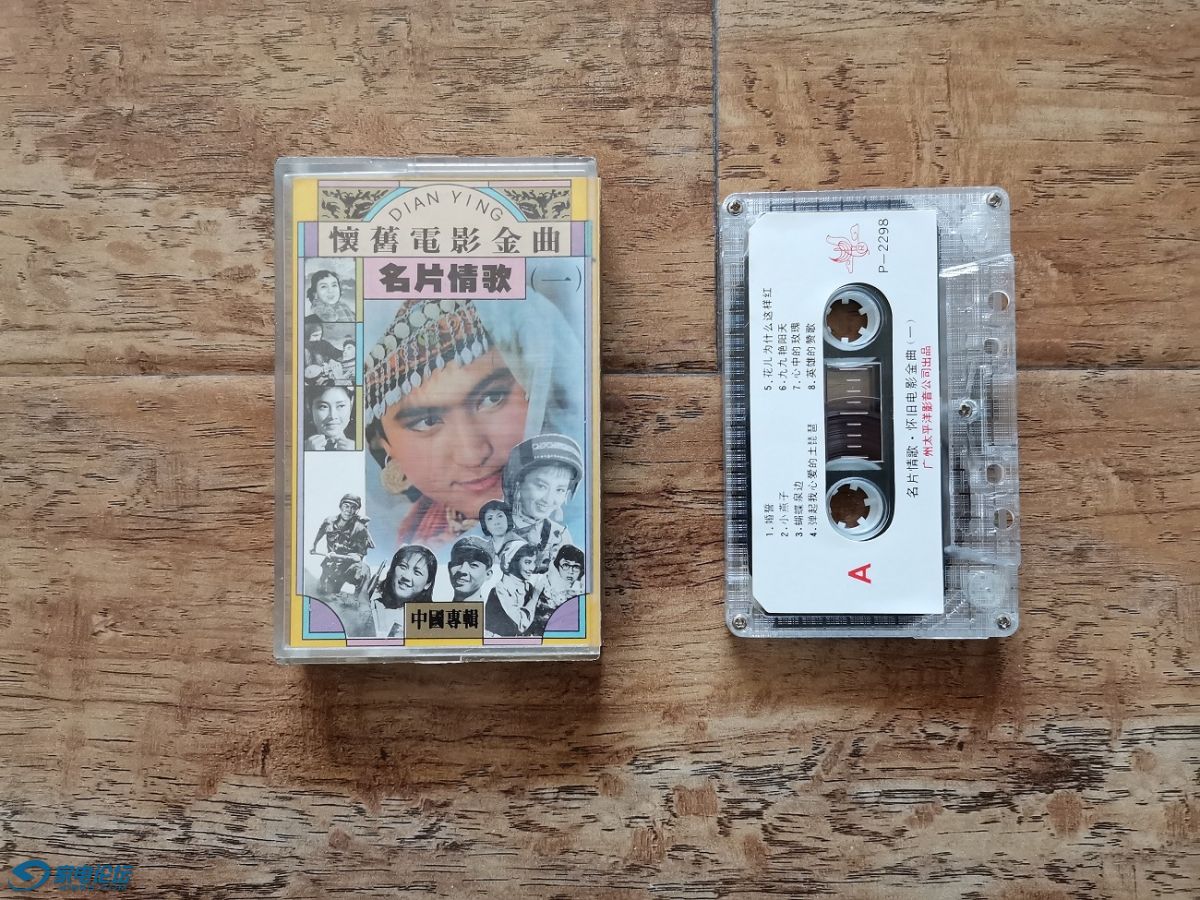 DIAN YING
懷舊電影金曲
名片情歌
(一)
中國專輯
P-2298
1.婚誓
2.小燕子
3.蝴蝶泉边
4.弹起我心爱的土琵琶
5.花儿为什么这样红
6.九九艳阳天
7.心中的玫瑰
8.英雄的赞歌
A
名片情歌·怀旧电影金曲(一)
广州太平洋影音公司出品
家电论坛